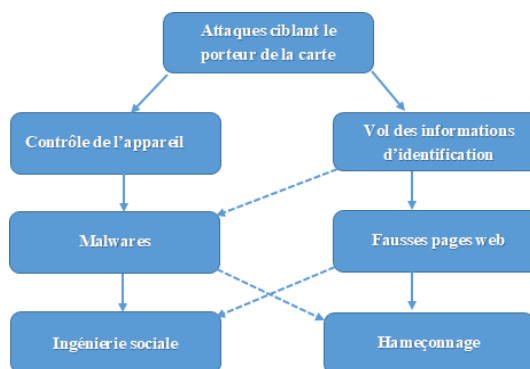 Attaques ciblant le
porteur de la carte
Contrôle de l'appareil
Vol des informations
d'identification
Malwares
Fausses pages web
Ingénierie sociale
Hameçonnage